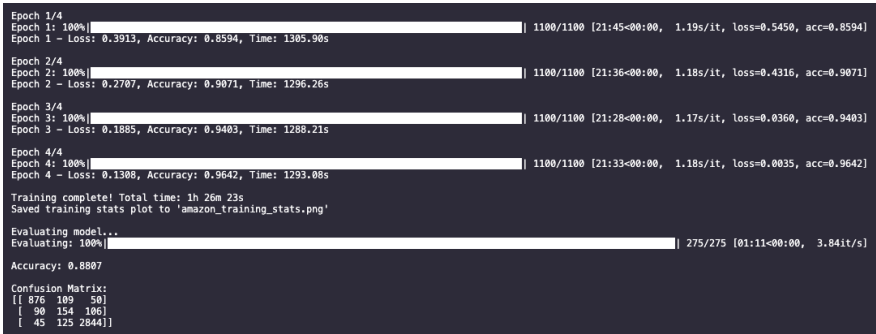 Epoch 1/4
Epoch 1: 100%| | 1100/1100 [21:45<00:00, 1.19s/it, loss=0.5450, acc=0.8594]
Epoch 1 – Loss: 0.3913, Accuracy: 0.8594, Time: 1305.90s
Epoch 2/4
Epoch 2: 100%| | 1100/1100 [21:36<00:00, 1.18s/it, loss=0.4316, acc=0.9071]
Epoch 2 – Loss: 0.2707, Accuracy: 0.9071, Time: 1296.26s
Epoch 3/4
Epoch 3: 100%| | 1100/1100 [21:28<00:00, 1.17s/it, loss=0.0360, acc=0.9403]
Epoch 3 – Loss: 0.1885, Accuracy: 0.9403, Time: 1288.21s
Epoch 4/4
Epoch 4: 100%| | 1100/1100 [21:33<00:00, 1.18s/it, loss=0.0035, acc=0.9642]
Epoch 4 – Loss: 0.1308, Accuracy: 0.9642, Time: 1293.08s
Training complete! Total time: 1h 26m 23s
Saved training stats plot to 'amazon_training_stats.png'
Evaluating model...
Evaluating: 100%| | 275/275 [01:11<00:00, 3.84it/s]
Accuracy: 0.8807
Confusion Matrix:
[[ 876 109 50]
[ 90 154 106]
[ 45 125 2844]]